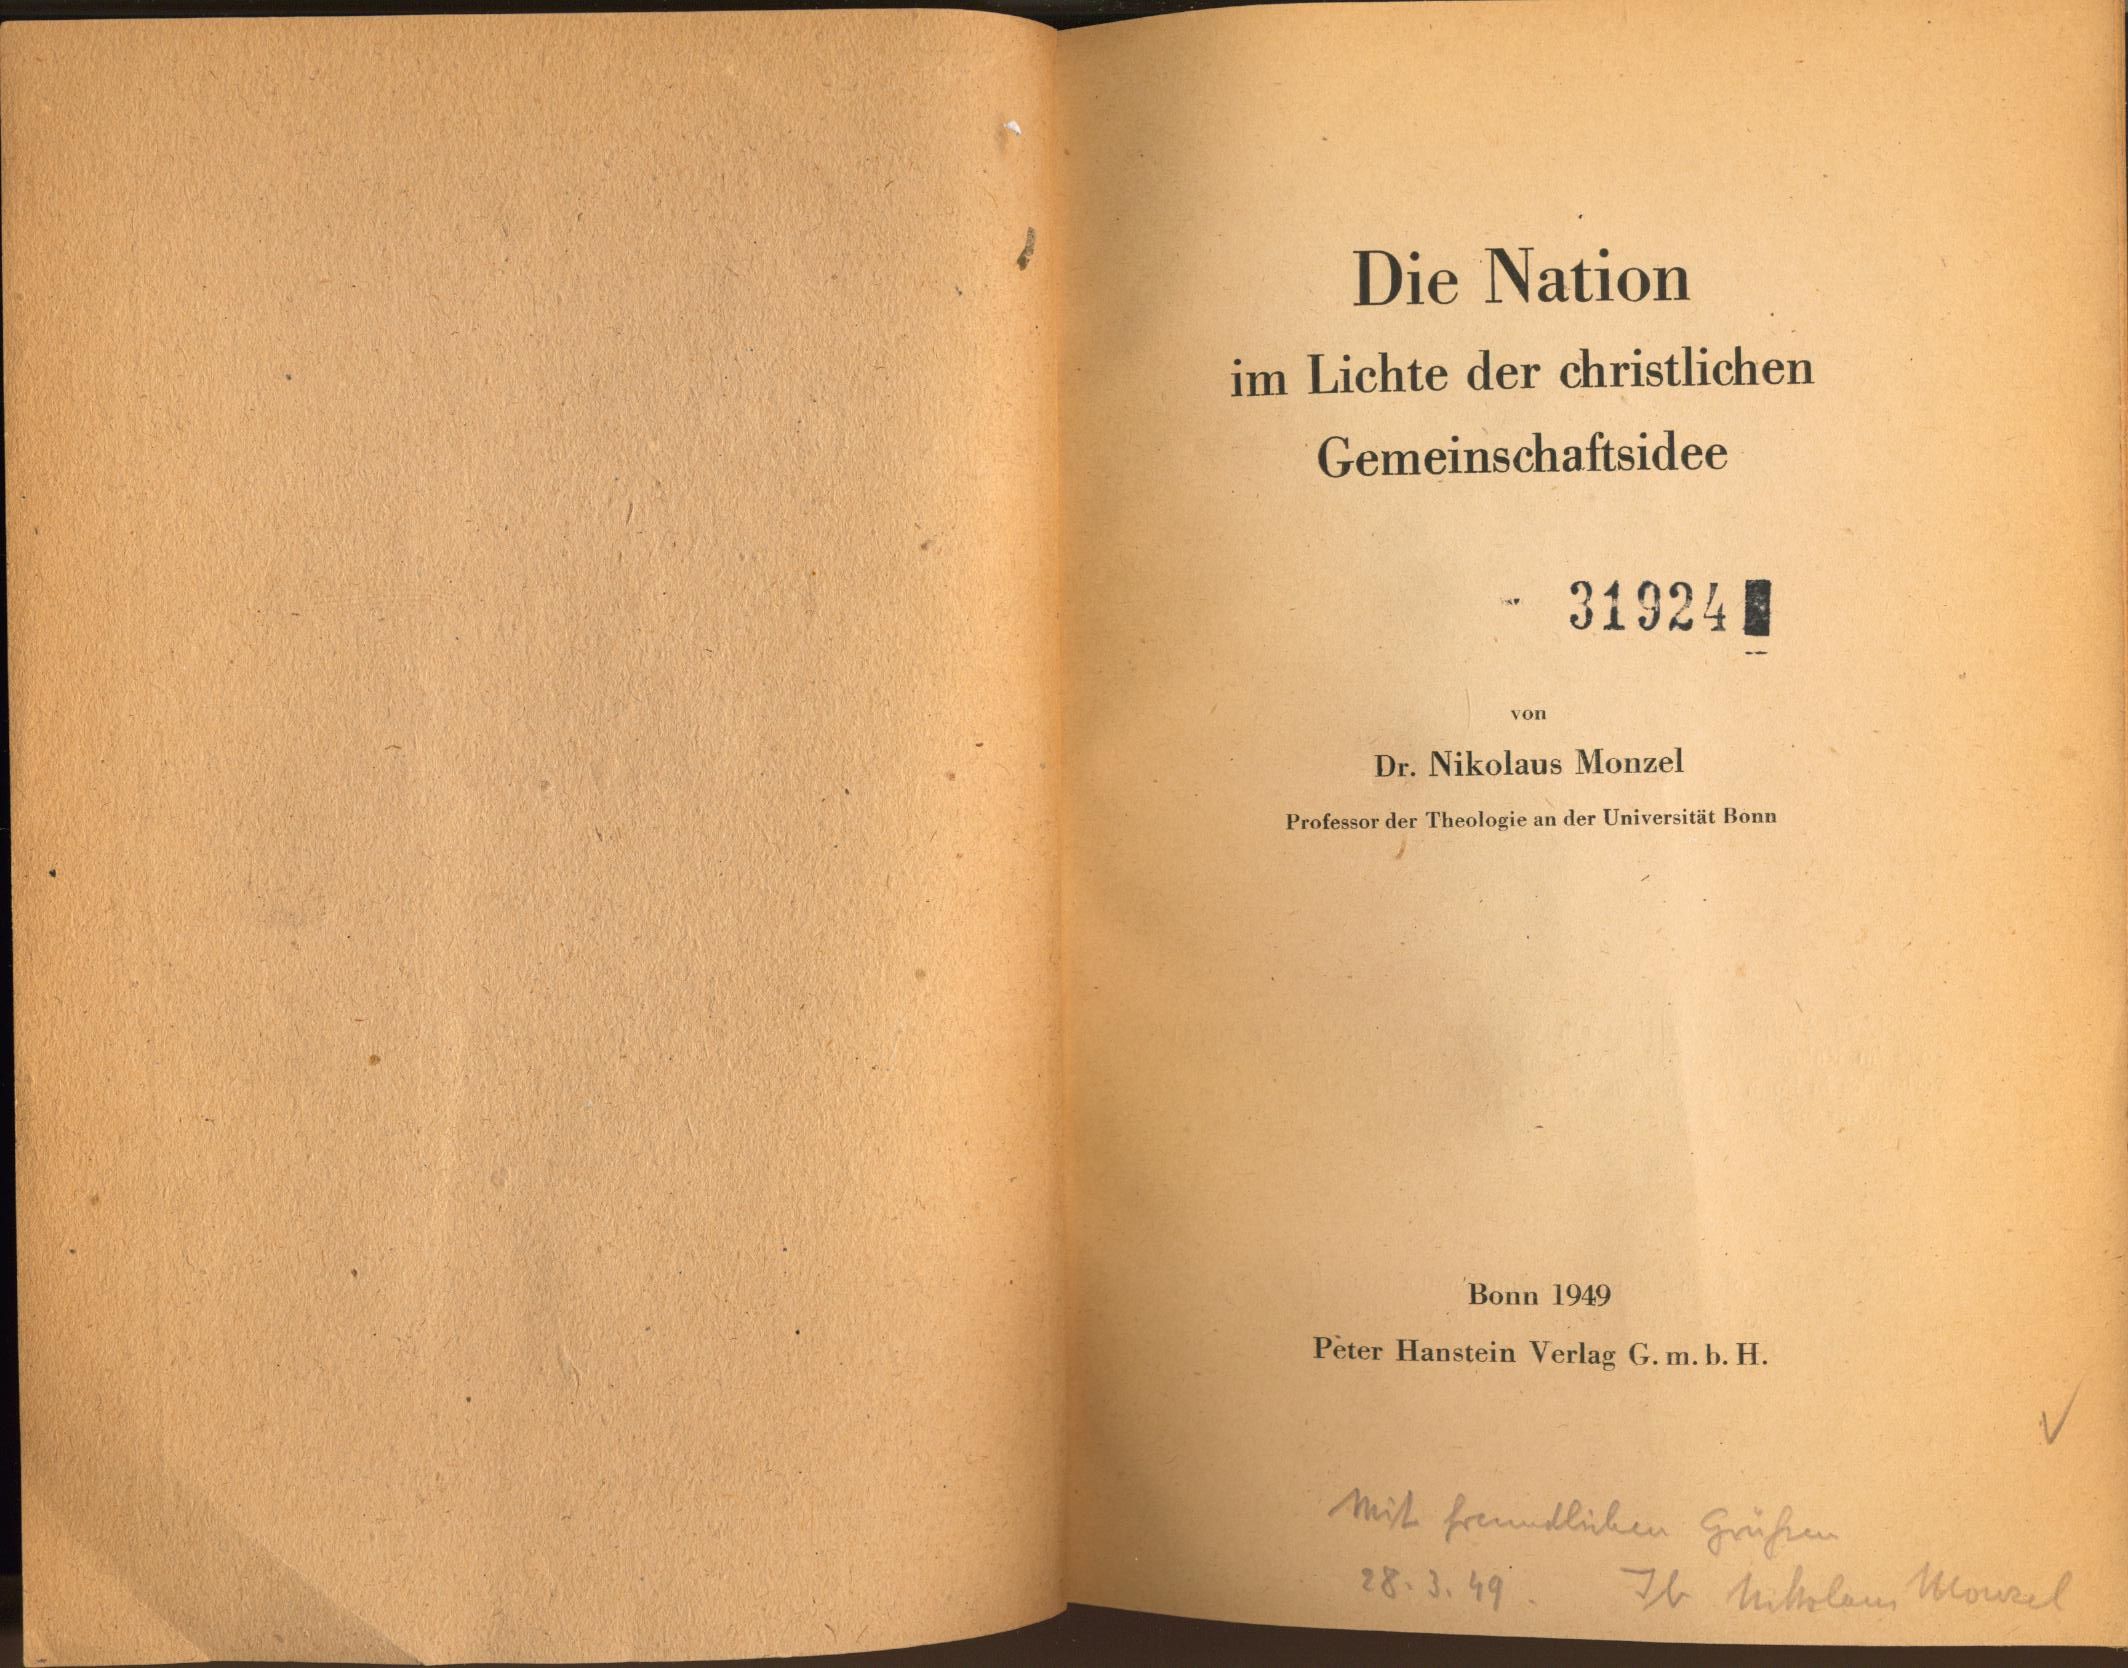 Die Nation
im Lichte der christlichen
Gemeinschaftsidee
31924
von
Dr. Nikolaus Monzel
Professor der Theologie an der Universität Bonn
Bonn 1949
Peter Hanstein Verlag G. m. b. H.
Mit freundlichen Grüßen
28. 3. 49. Ihr Nikolaus Monzel